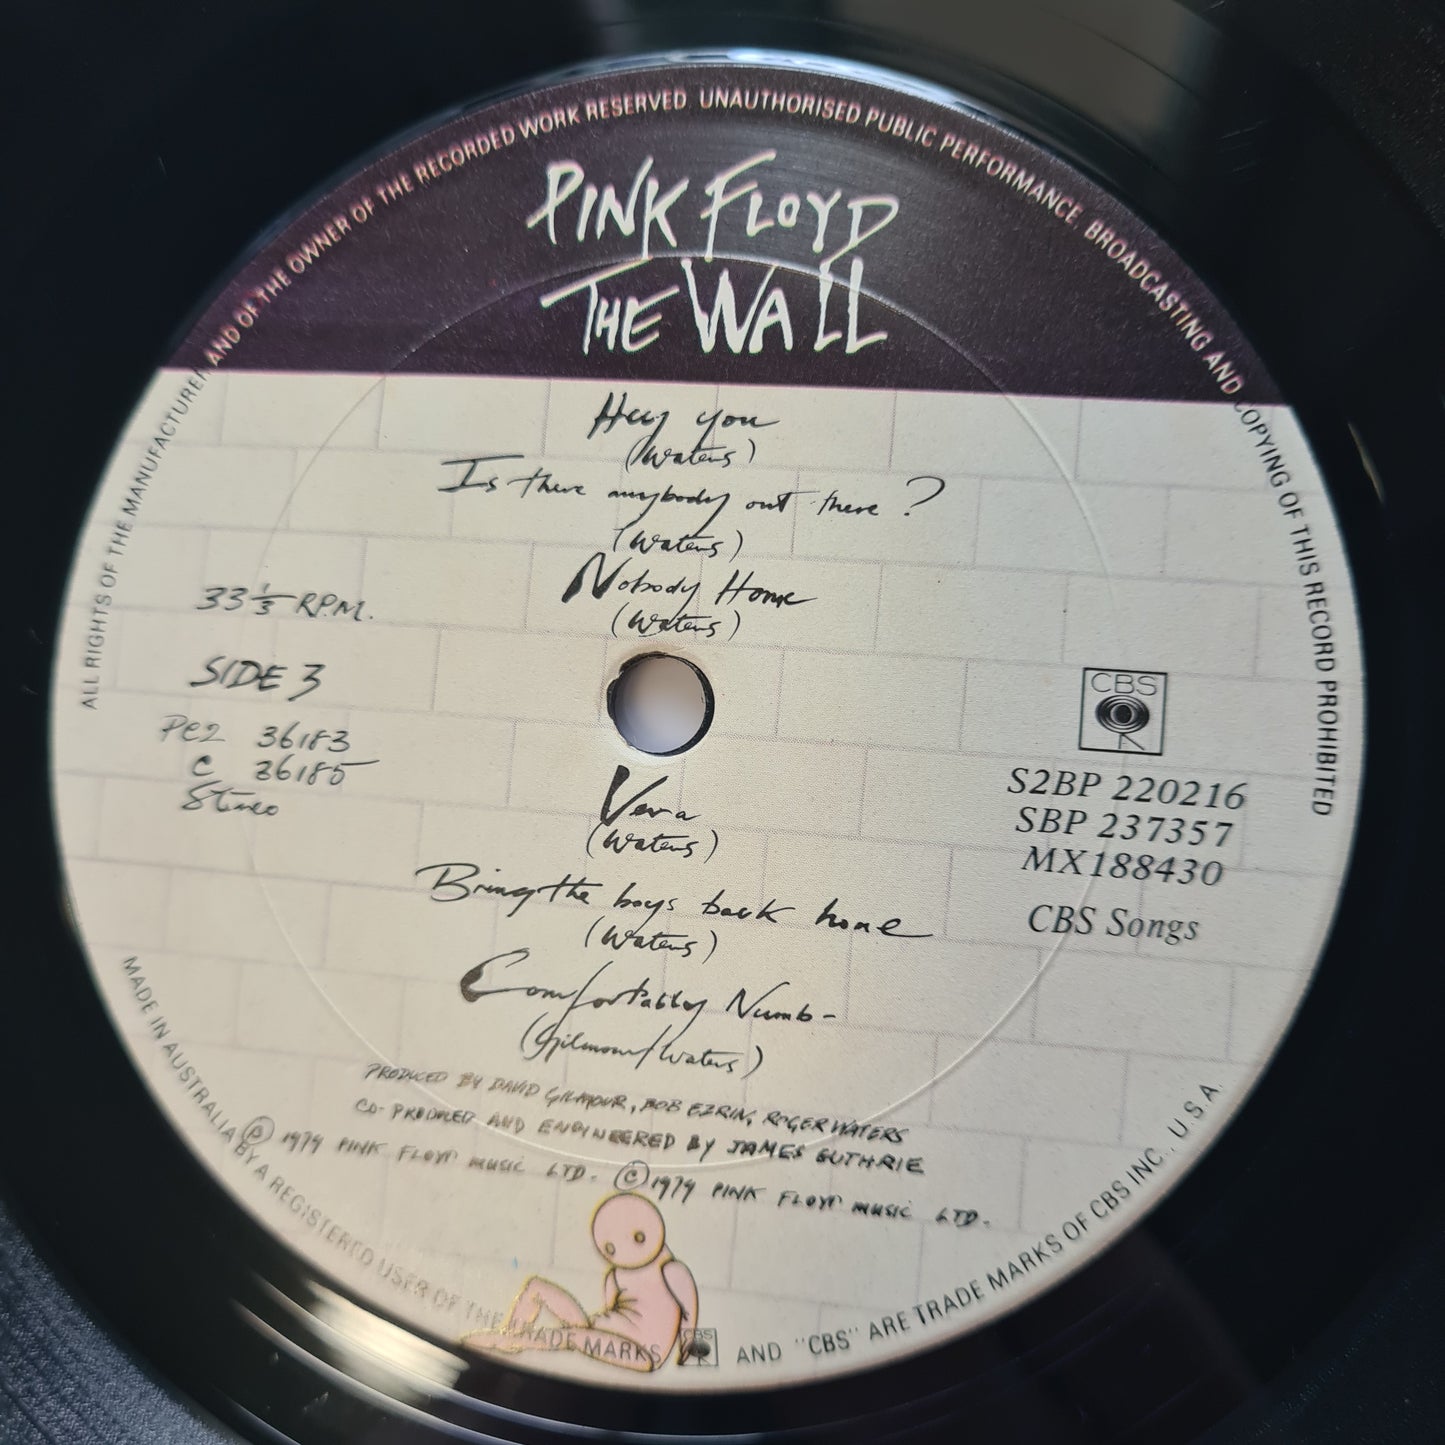 ALL RIGHTS OF THE MANUFACTURER AND OF THE OWNER OF THE RECORDED WORK RESERVED. UNAUTHORISED PUBLIC PERFORMANCE, BROADCASTING AND COPYING OF THIS RECORD PROHIBITED
PINK FLOYD
THE WALL
Hey you
(Waters)
Is there anybody out there?
(Waters)
Nobody Home
(Waters)
33 1/3 R.P.M.
SIDE 3
PC2 36183
C 36185
Stereo
CBS
S2BP 220216
SBP 237357
MX188430
CBS Songs
Vera
(Waters)
Bring the boys back home
(Waters)
Comfortably Numb-
(Gilmour/Waters)
PRODUCED BY DAVID GILMOUR, BOB EZRIN, ROGER WATERS
CO-PRODUCED AND ENGINEERED BY JAMES GUTHRIE
Ⓟ 1979 PINK FLOYD MUSIC LTD. © 1979 PINK FLOYD MUSIC LTD.
MADE IN AUSTRALIA BY A REGISTERED USER OF THE TRADE MARKS CBS AND "CBS" ARE TRADE MARKS OF CBS INC., U.S.A.